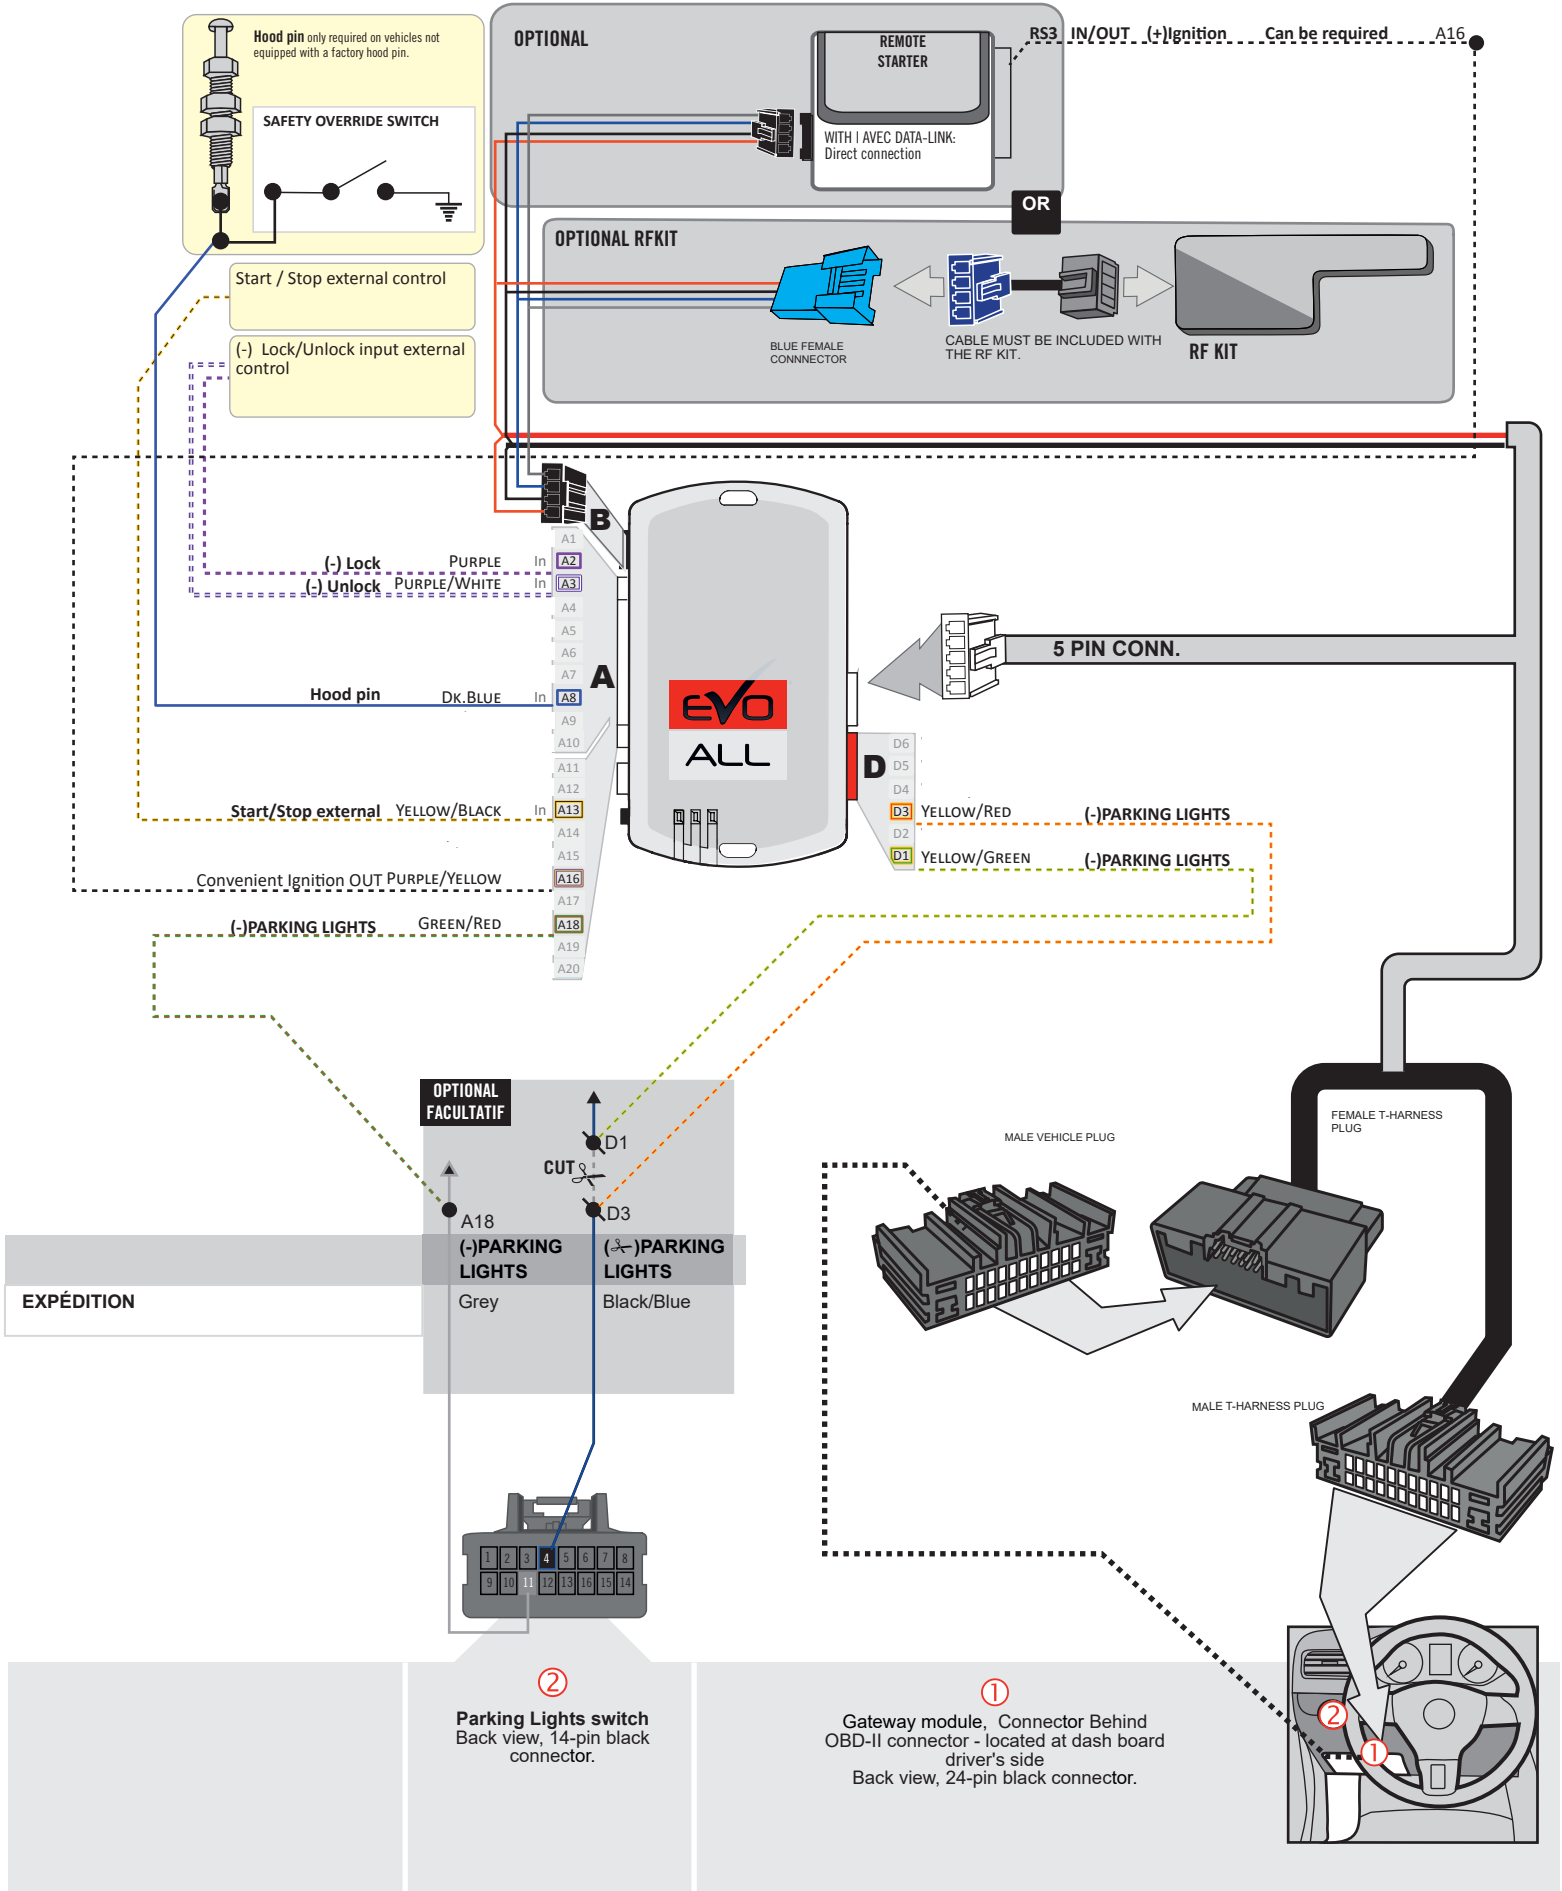 Hood pin only required on vehicles not
equipped with a factory hood pin.
SAFETY OVERRIDE SWITCH
OPTIONAL
REMOTE
STARTER
WITH | AVEC DATA-LINK:
Direct connection
RS3 IN/OUT (+)Ignition Can be required A16
OR
OPTIONAL RFKIT
BLUE FEMALE
CONNNECTOR
CABLE MUST BE INCLUDED WITH
THE RF KIT.
RF KIT
Start / Stop external control
(-) Lock/Unlock input external
control
B
A1
(-) Lock PURPLE In A2
(-) Unlock PURPLE/WHITE In A3
A4
A5
A6
A7
Hood pin DK.BLUE In A8
A9
A10
A11
A12
Start/Stop external YELLOW/BLACK In A13
A14
A15
Convenient Ignition OUT PURPLE/YELLOW A16
A17
(-)PARKING LIGHTS GREEN/RED A18
A19
A20
A
EVO
ALL
5 PIN CONN.
D
D6
D5
D4
D3 YELLOW/RED (-)PARKING LIGHTS
D2
D1 YELLOW/GREEN (-)PARKING LIGHTS
OPTIONAL
FACULTATIF
D1
CUT
D3
A18
(-)PARKING
LIGHTS
(✂)PARKING
LIGHTS
EXPÉDITION
Grey
Black/Blue
1 2 3 4 5 6 7 8
9 10 11 12 13 16 15 14
MALE VEHICLE PLUG
FEMALE T-HARNESS
PLUG
MALE T-HARNESS PLUG
2
Parking Lights switch
Back view, 14-pin black
connector.
1
Gateway module, Connector Behind
OBD-II connector - located at dash board
driver's side
Back view, 24-pin black connector.
2
1